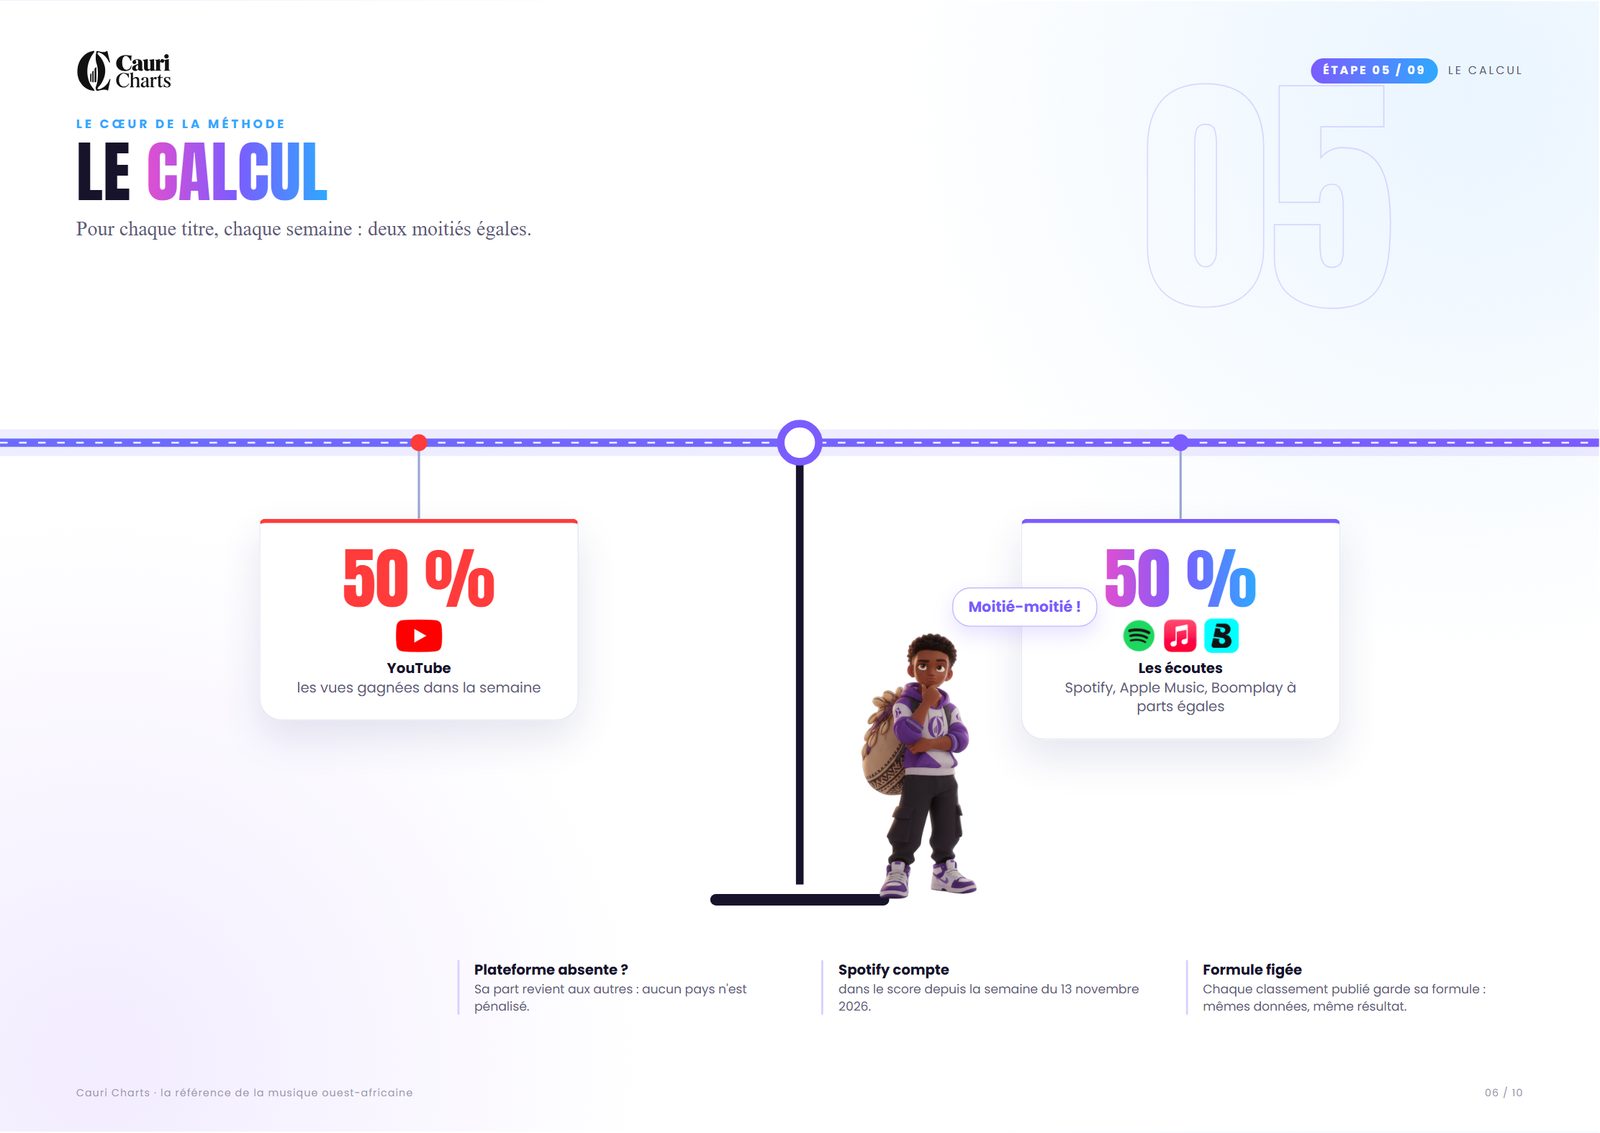 Cauri
Charts
ÉTAPE 05 / 09
LE CALCUL
05
LE CŒUR DE LA MÉTHODE
LE CALCUL
Pour chaque titre, chaque semaine : deux moitiés égales.
50 %
YouTube
les vues gagnées dans la semaine
Moitié-moitié !
50 %
Les écoutes
Spotify, Apple Music, Boomplay à
parts égales
Plateforme absente ?
Sa part revient aux autres : aucun pays n'est
pénalisé.
Spotify compte
dans le score depuis la semaine du 13 novembre
2026.
Formule figée
Chaque classement publié garde sa formule :
mêmes données, même résultat.
Cauri Charts · la référence de la musique ouest-africaine
06 / 10